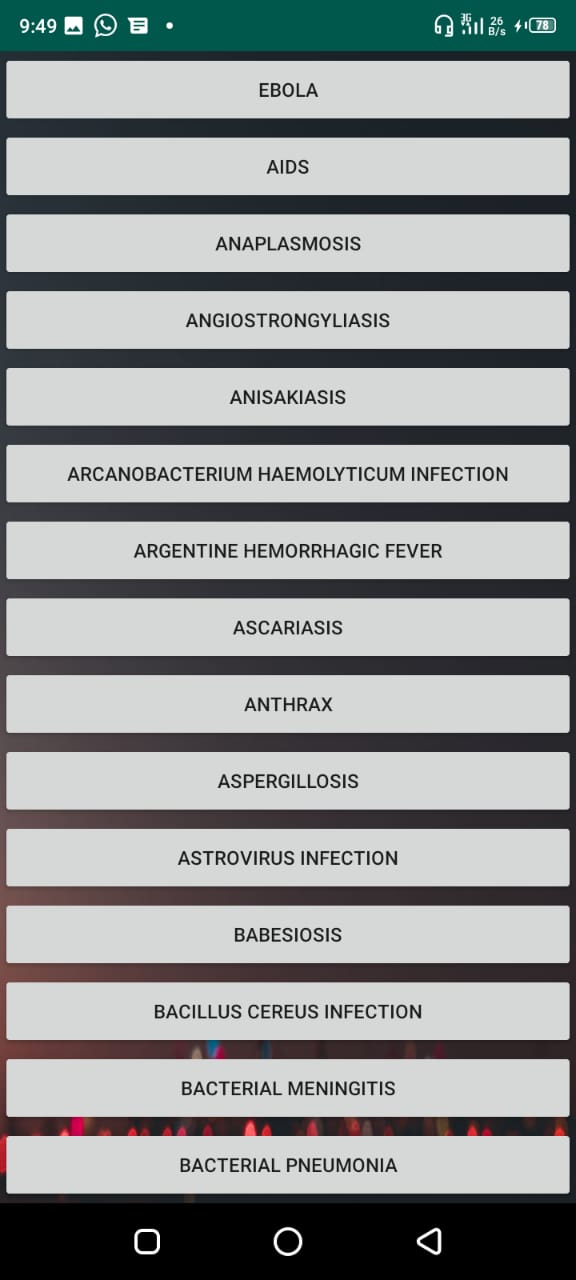 9:49 3G 26 B/s 78
EBOLA
AIDS
ANAPLASMOSIS
ANGIOSTRONGYLIASIS
ANISAKIASIS
ARCANOBACTERIUM HAEMOLYTICUM INFECTION
ARGENTINE HEMORRHAGIC FEVER
ASCARIASIS
ANTHRAX
ASPERGILLOSIS
ASTROVIRUS INFECTION
BABESIOSIS
BACILLUS CEREUS INFECTION
BACTERIAL MENINGITIS
BACTERIAL PNEUMONIA